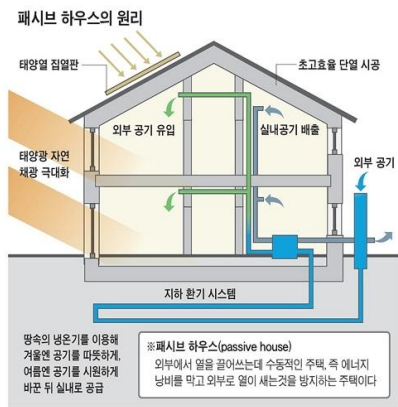 패시브 하우스의 원리
태양열 집열판
초고효율 단열 시공
외부 공기 유입
실내공기 배출
태양광 자연
채광 극대화
외부 공기
지하 환기 시스템
땅속의 냉온기를 이용해
겨울엔 공기를 따뜻하게,
여름엔 공기를 시원하게
바꾼 뒤 실내로 공급
※패시브 하우스(passive house)
외부에서 열을 끌어쓰는데 수동적인 주택, 즉 에너지
낭비를 막고 외부로 열이 새는것을 방지하는 주택이다